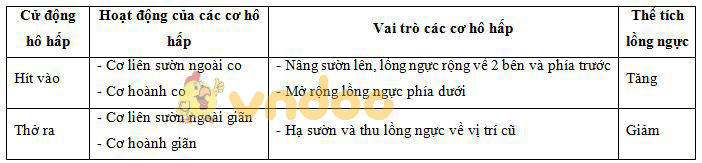 Cử động hô hấp
Hoạt động của các cơ hô hấp
Vai trò các cơ hô hấp
Thể tích lồng ngực
Hít vào
- Cơ liên sườn ngoài co
- Cơ hoành co
- Nâng sườn lên, lồng ngực rộng về 2 bên và phía trước
- Mở rộng lồng ngực phía dưới
Tăng
Thở ra
- Cơ liên sườn ngoài giãn
- Cơ hoành giãn
- Hạ sườn và thu lồng ngực về vị trí cũ
Giảm
vndoo